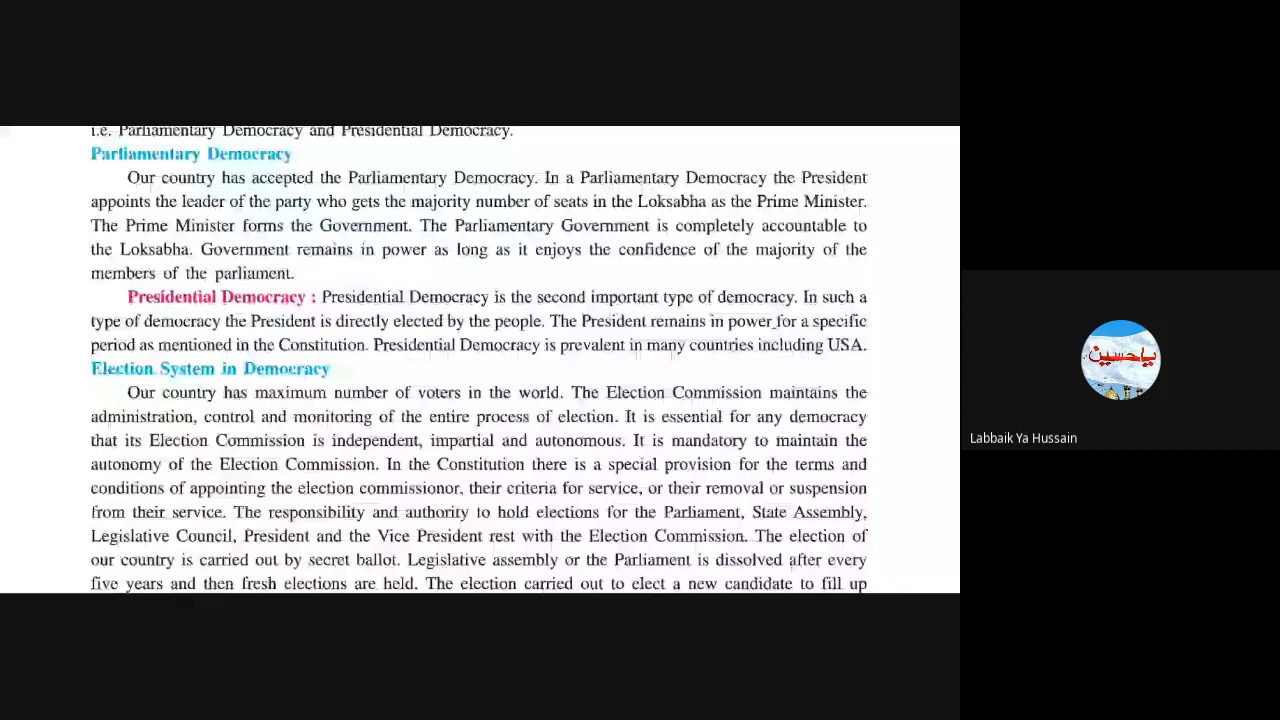 i.e. Parliamentary Democracy and Presidential Democracy.
Parliamentary Democracy
Our country has accepted the Parliamentary Democracy. In a Parliamentary Democracy the President
appoints the leader of the party who gets the majority number of seats in the Loksabha as the Prime Minister.
The Prime Minister forms the Government. The Parliamentary Government is completely accountable to
the Loksabha. Government remains in power as long as it enjoys the confidence of the majority of the
members of the parliament.
Presidential Democracy : Presidential Democracy is the second important type of democracy. In such a
type of democracy the President is directly elected by the people. The President remains in power for a specific
period as mentioned in the Constitution. Presidential Democracy is prevalent in many countries including USA.
Election System in Democracy
Our country has maximum number of voters in the world. The Election Commission maintains the
administration, control and monitoring of the entire process of election. It is essential for any democracy
that its Election Commission is independent, impartial and autonomous. It is mandatory to maintain the
autonomy of the Election Commission. In the Constitution there is a special provision for the terms and
conditions of appointing the election commissionor, their criteria for service, or their removal or suspension
from their service. The responsibility and authority to hold elections for the Parliament, State Assembly,
Legislative Council, President and the Vice President rest with the Election Commission. The election of
our country is carried out by secret ballot. Legislative assembly or the Parliament is dissolved after every
five years and then fresh elections are held. The election carried out to elect a new candidate to fill up
ياحسين
Labbaik Ya Hussain